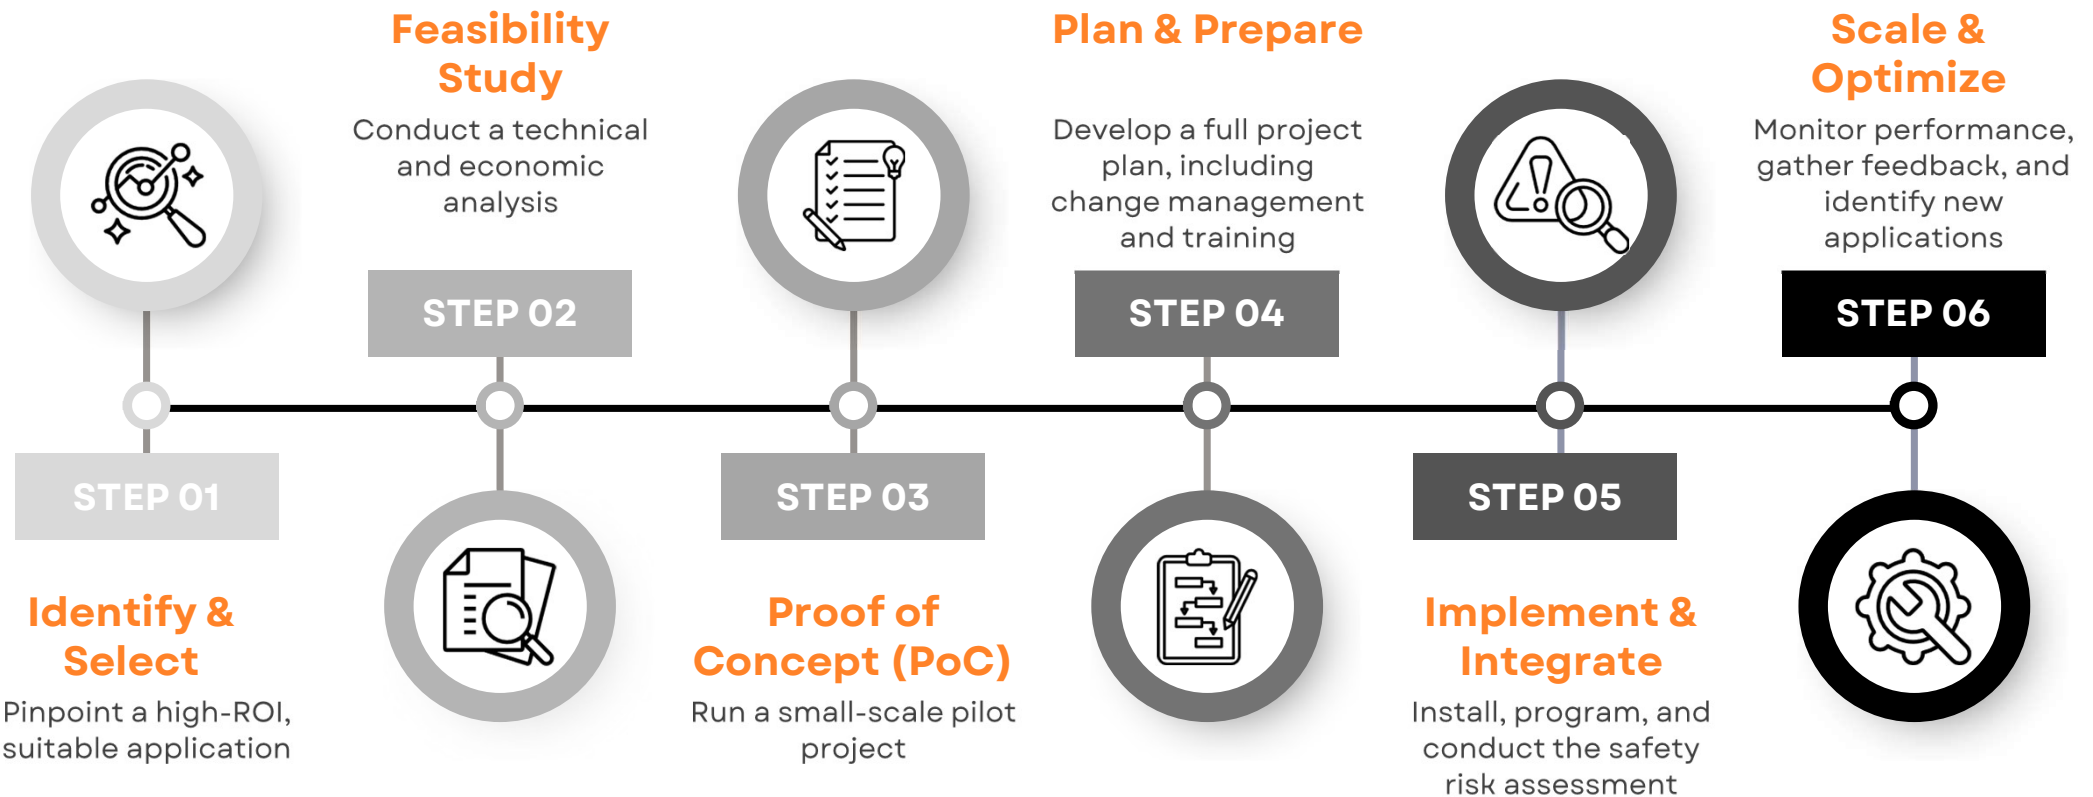 STEP 01
Identify &
Select
Pinpoint a high-ROI,
suitable application
Feasibility
Study
Conduct a technical
and economic
analysis
STEP 02
STEP 03
Proof of
Concept (PoC)
Run a small-scale pilot
project
Plan & Prepare
Develop a full project
plan, including
change management
and training
STEP 04
STEP 05
Implement &
Integrate
Install, program, and
conduct the safety
risk assessment
Scale &
Optimize
Monitor performance,
gather feedback, and
identify new
applications
STEP 06